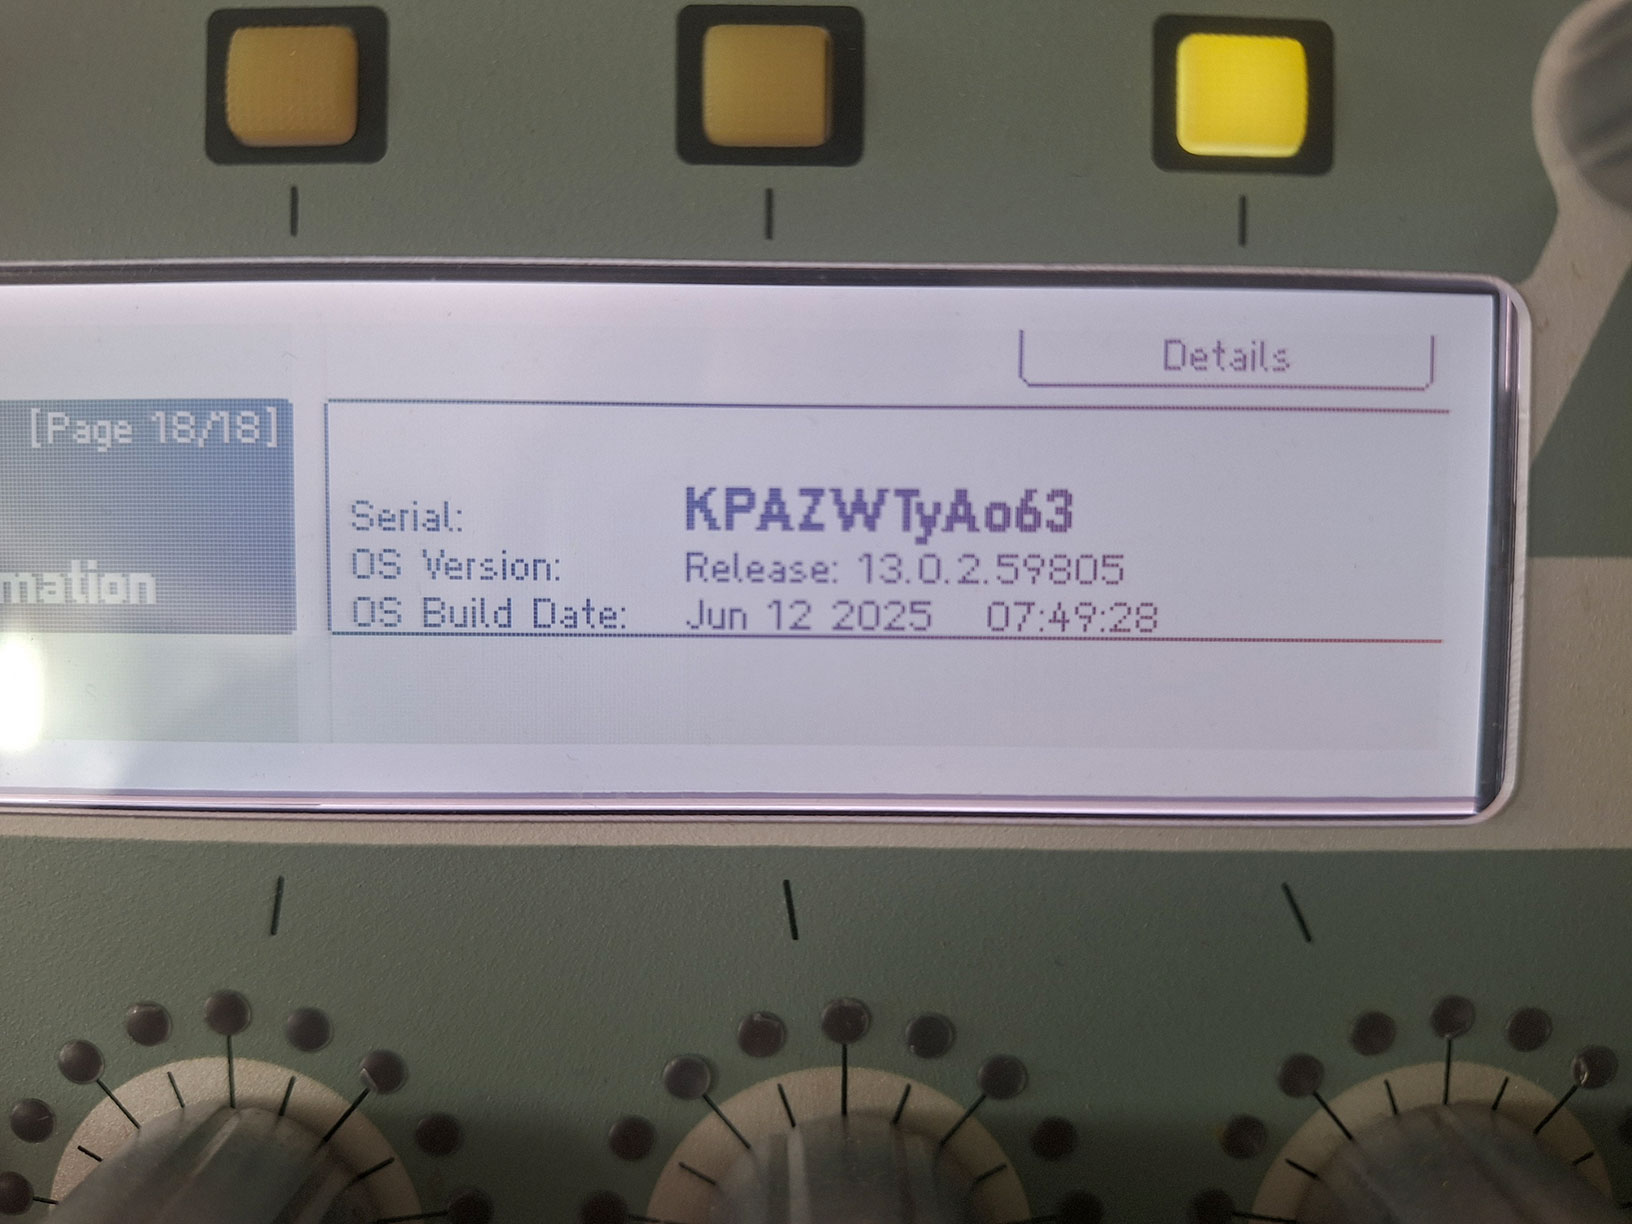 Details
[Page 18/18]
mation
Serial: KPAZWTyAo63
OS Version: Release: 13.0.2.59805
OS Build Date: Jun 12 2025 07:49:28